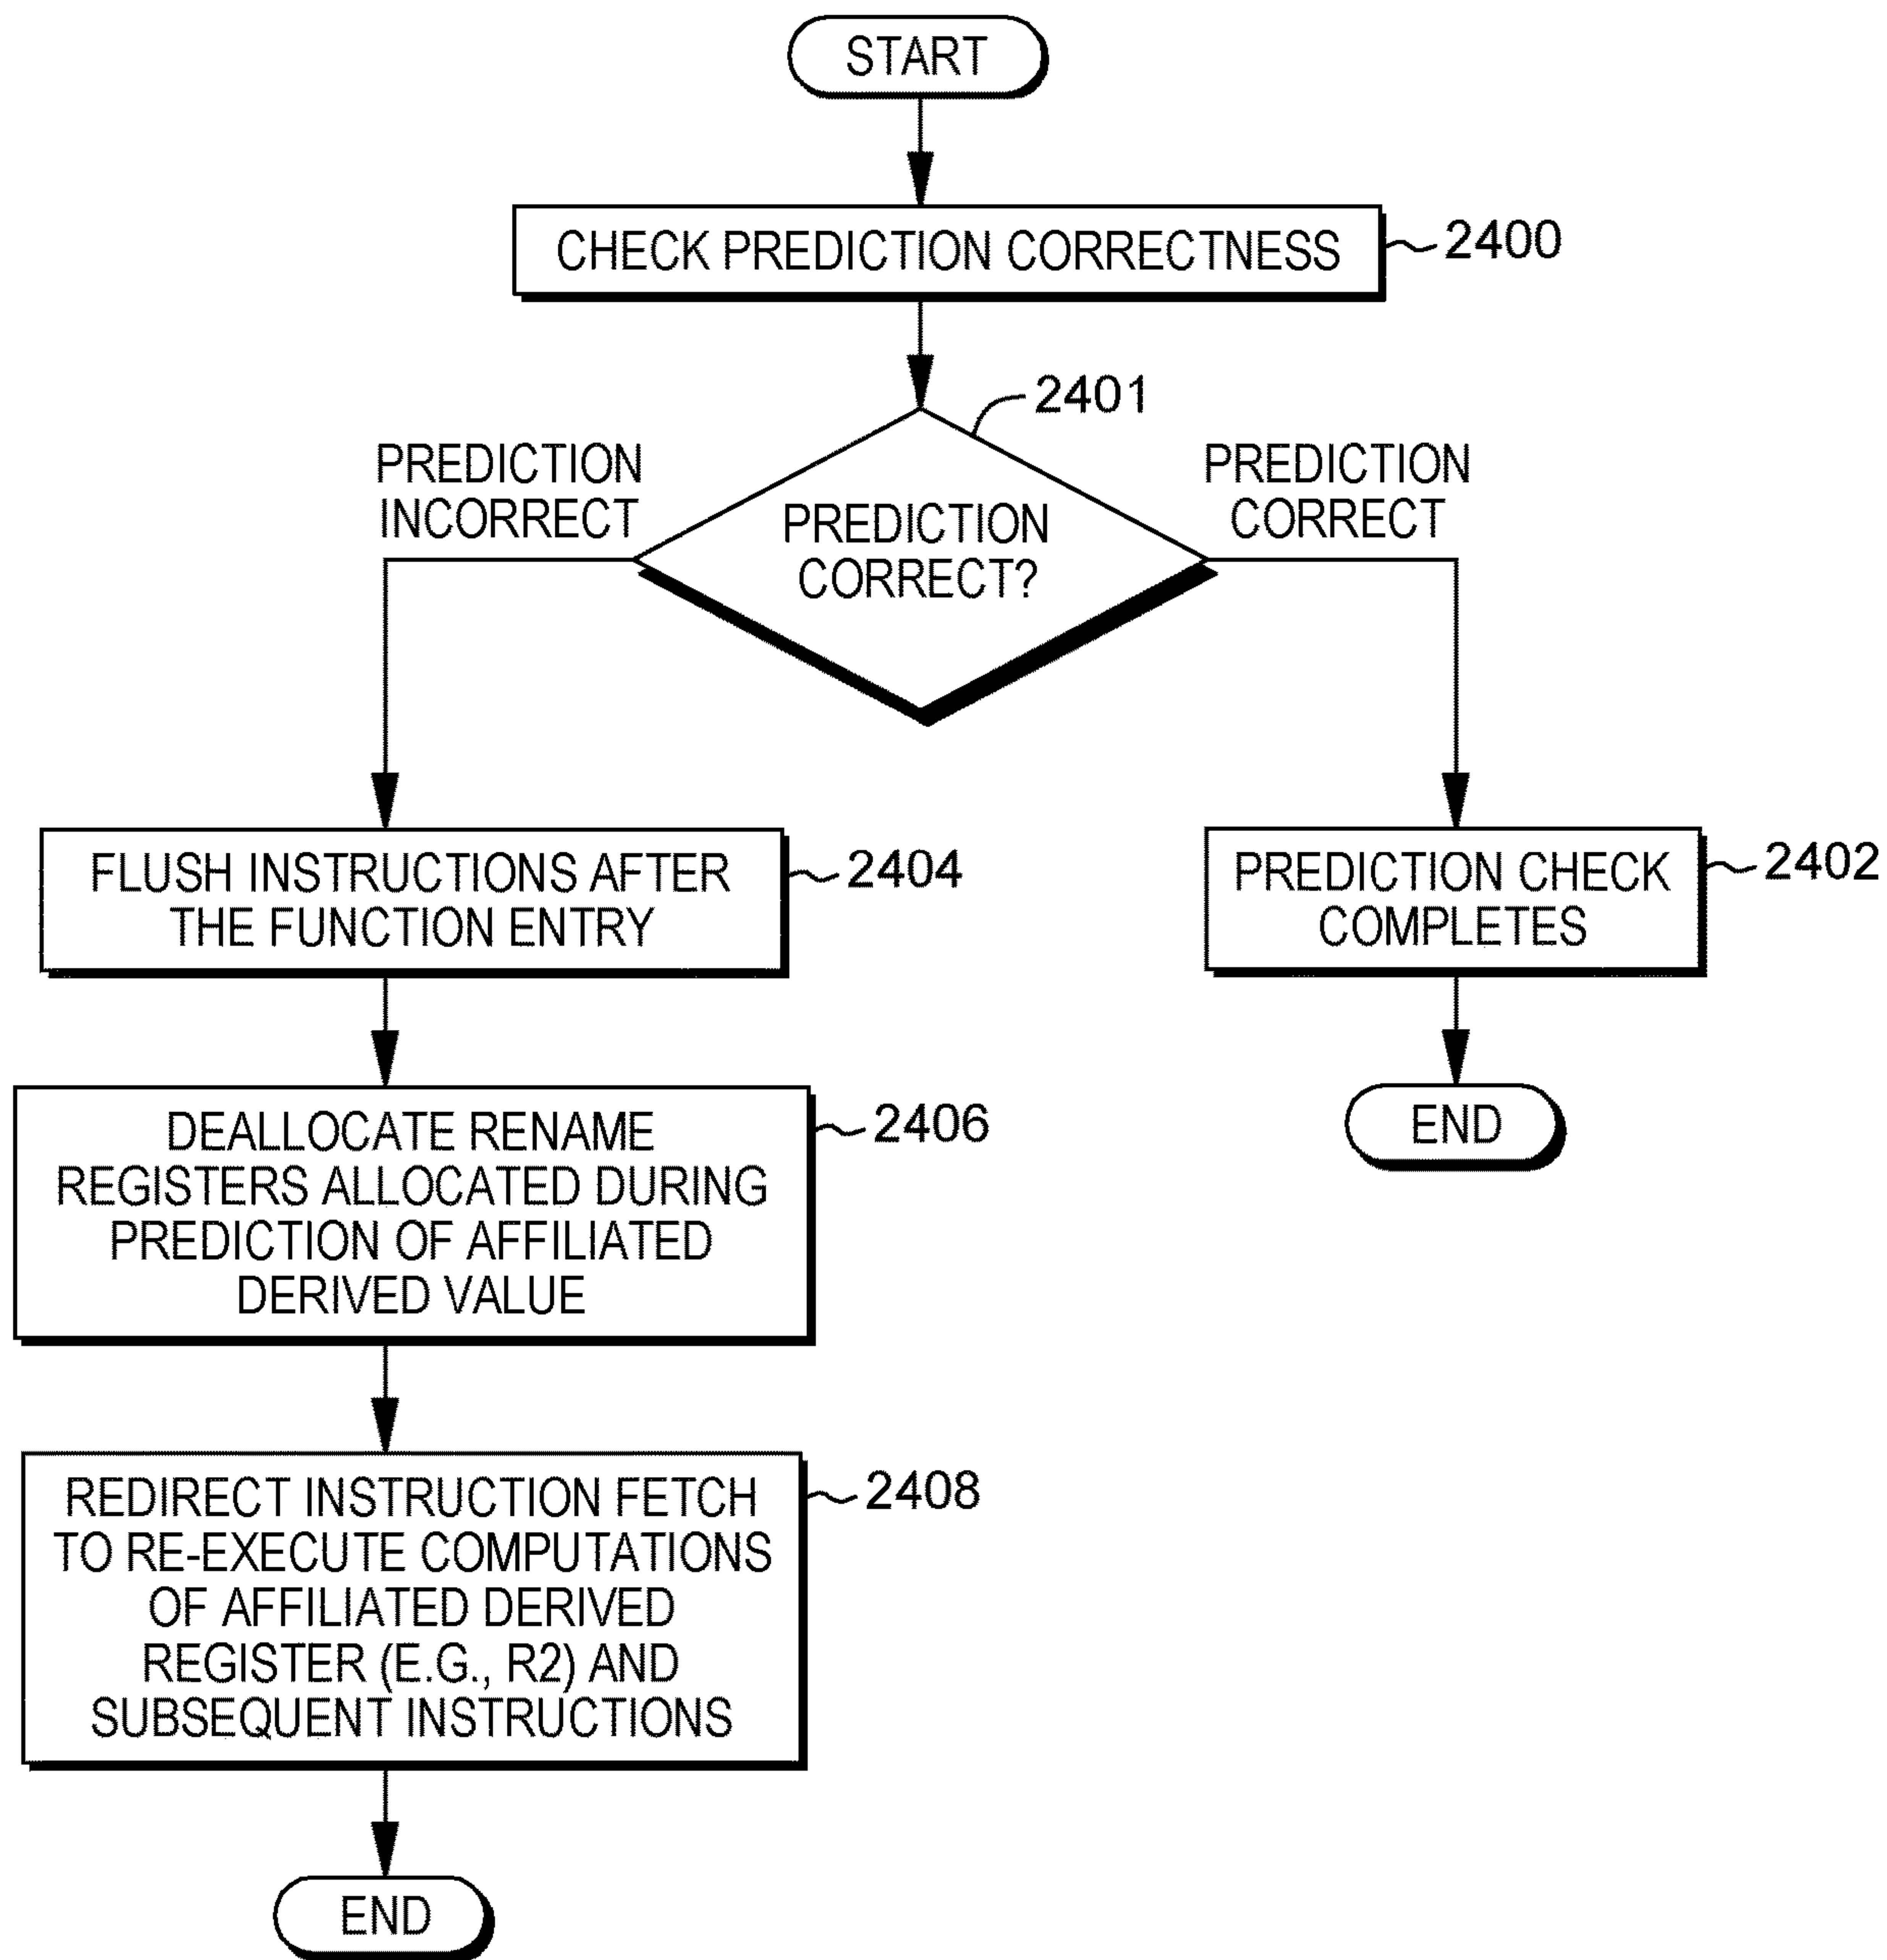 START
CHECK PREDICTION CORRECTNESS
2400
2401
PREDICTION
INCORRECT
PREDICTION
CORRECT?
PREDICTION
CORRECT
FLUSH INSTRUCTIONS AFTER
THE FUNCTION ENTRY
2404
PREDICTION CHECK
COMPLETES
2402
DEALLOCATE RENAME
REGISTERS ALLOCATED DURING
PREDICTION OF AFFILIATED
DERIVED VALUE
2406
END
REDIRECT INSTRUCTION FETCH
TO RE-EXECUTE COMPUTATIONS
OF AFFILIATED DERIVED
REGISTER (E.G., R2) AND
SUBSEQUENT INSTRUCTIONS
2408
END